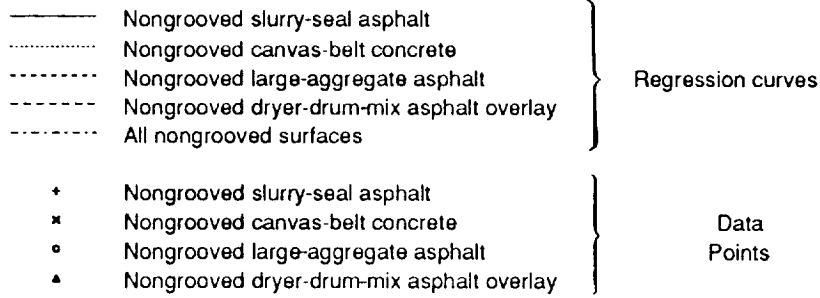 Nongrooved slurry-seal asphalt
Nongrooved canvas-belt concrete
Nongrooved large-aggregate asphalt
Nongrooved dryer-drum-mix asphalt overlay
All nongrooved surfaces
Regression curves
Nongrooved slurry-seal asphalt
Nongrooved canvas-belt concrete
Nongrooved large-aggregate asphalt
Nongrooved dryer-drum-mix asphalt overlay
Data
Points